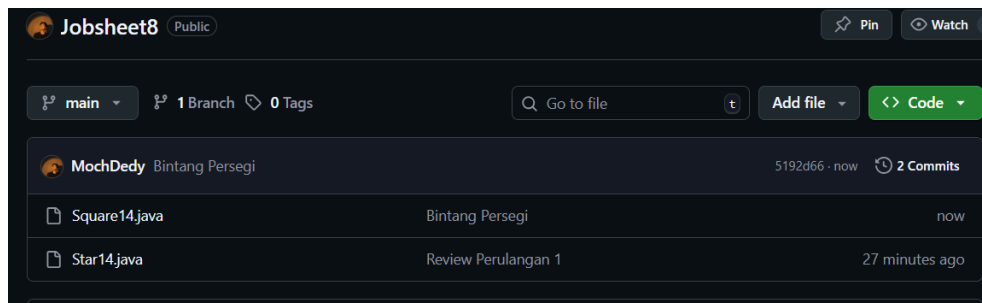 Jobsheet8 Public Pin Watch
main 1 Branch 0 Tags Go to file t Add file Code
MochDedy Bintang Persegi 5192d66 · now 2 Commits
Square14.java Bintang Persegi now
Star14.java Review Perulangan 1 27 minutes ago